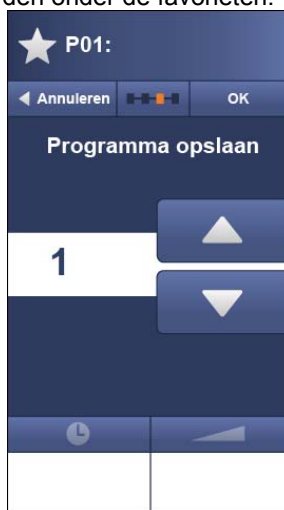 den onder de favorieten.
P01:
Annuleren OK
Programma opslaan
1